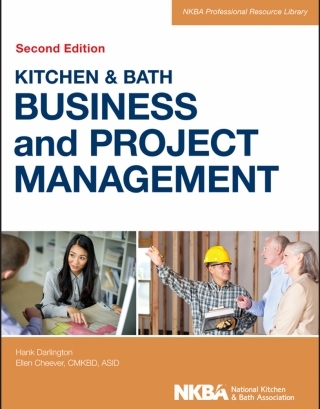 NKBA Professional Resource Library
Second Edition
KITCHEN & BATH
BUSINESS
and PROJECT
MANAGEMENT
Hank Darlington
Ellen Cheever, CMKBD, ASID
NKBA
National Kitchen
& Bath Association